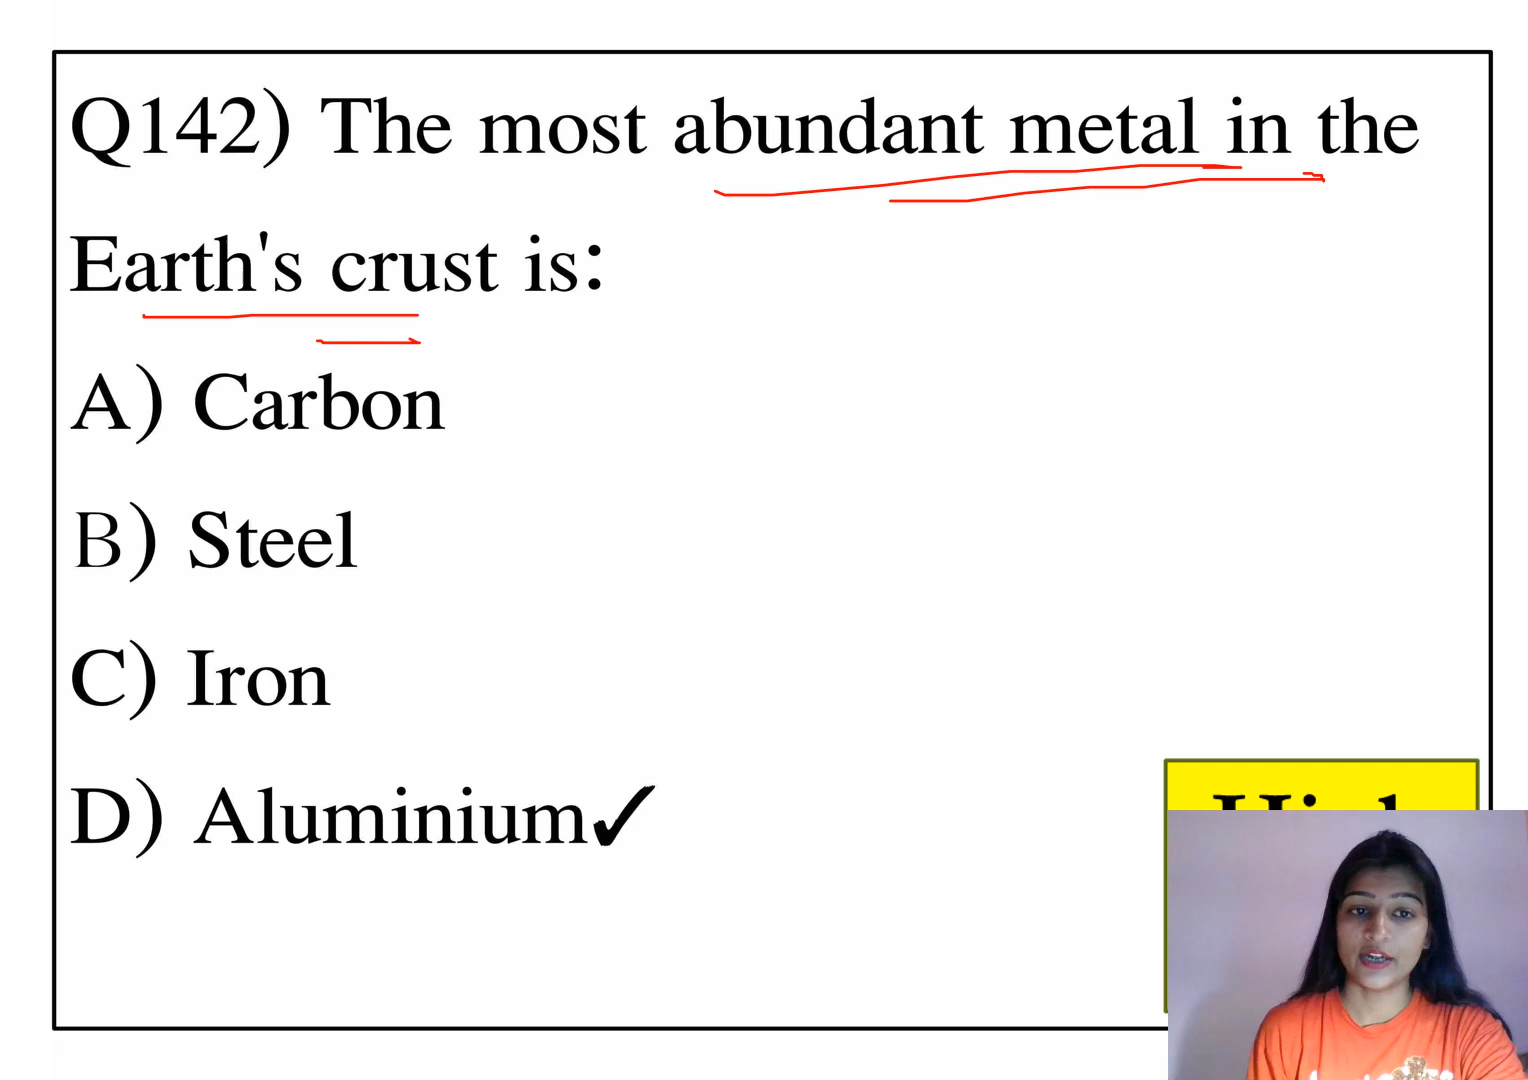 Q142) The most abundant metal in the
Earth's crust is:
A) Carbon
B) Steel
C) Iron
D) Aluminium✓